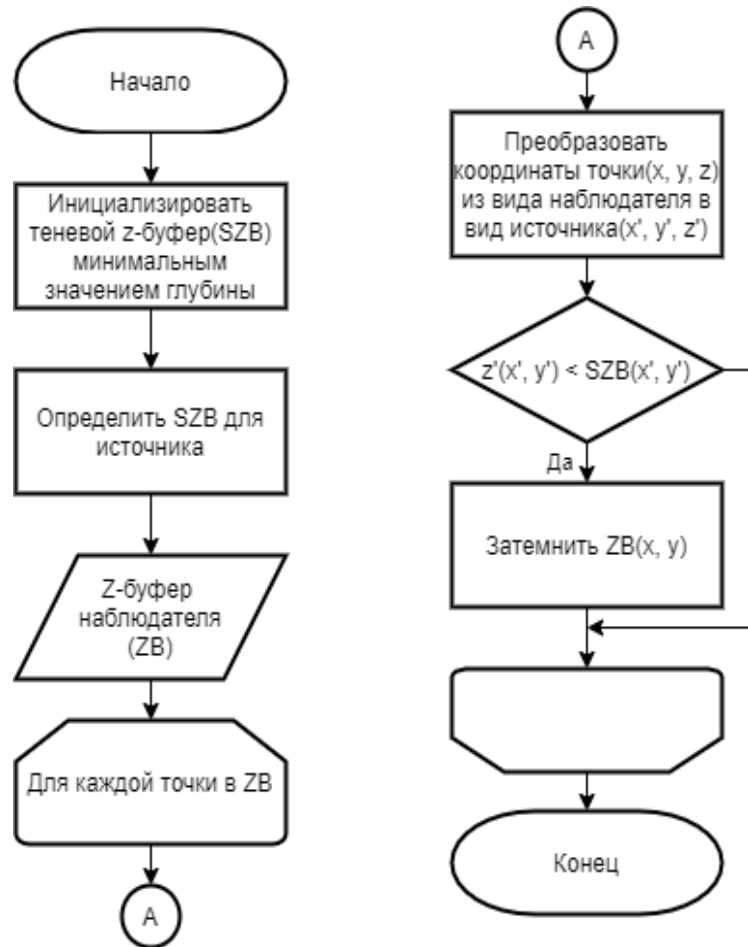 Начало
Инициализировать
теневой z-буфер(SZB)
минимальным
значением глубины
Определить SZB для
источника
Z-буфер
наблюдателя
(ZB)
Для каждой точки в ZB
A
A
Преобразовать
координаты точки(x, y, z)
из вида наблюдателя в
вид источника(x', y', z')
z'(x', y') < SZB(x', y')
Да
Затемнить ZB(x, y)
Конец